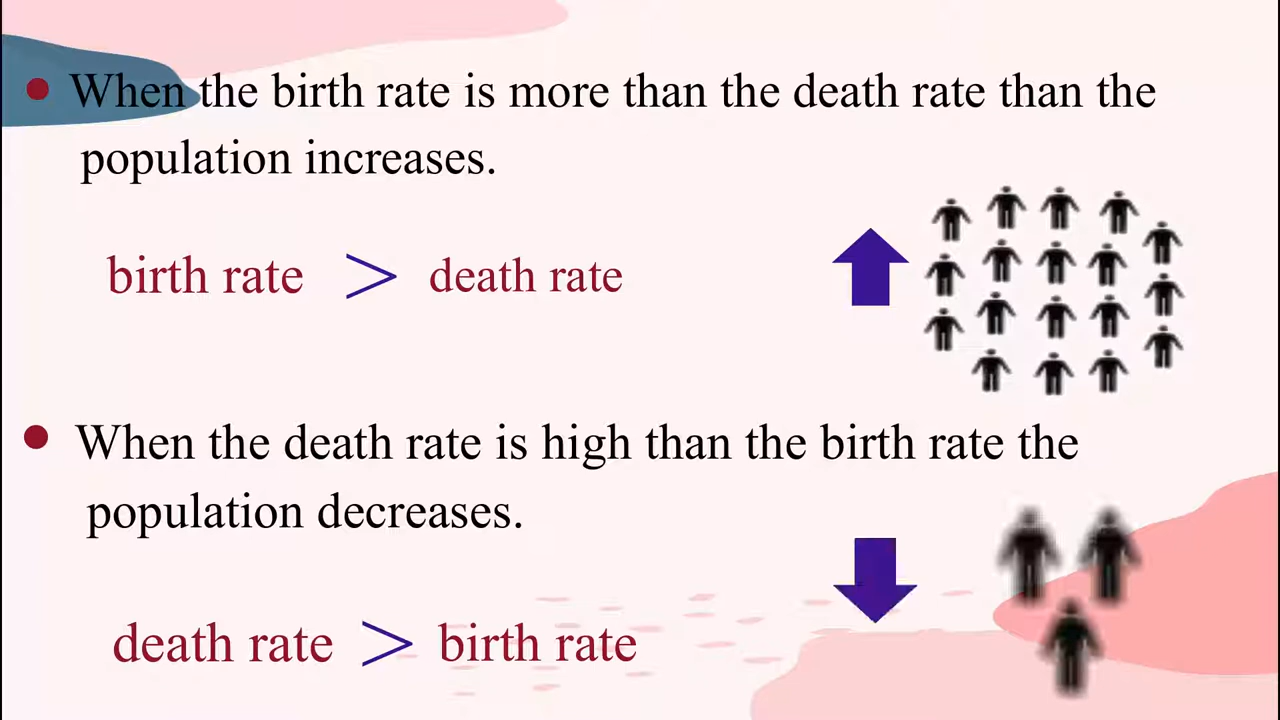 When the birth rate is more than the death rate than the
population increases.
birth rate > death rate
When the death rate is high than the birth rate the
population decreases.
death rate > birth rate